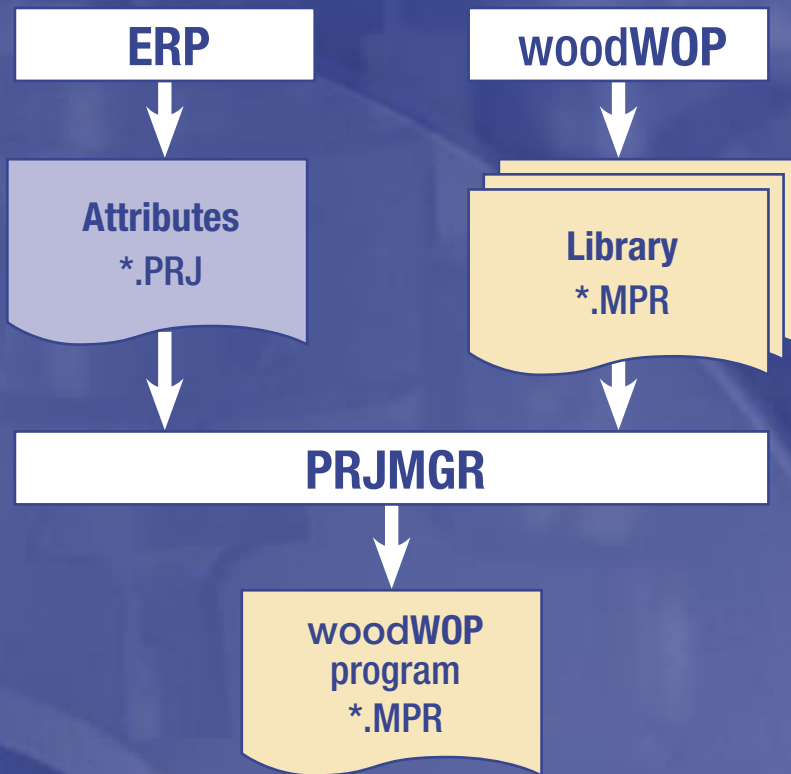 ERP
woodWOP
Attributes
*.PRJ
Library
*.MPR
PRJMGR
woodWOP
program
*.MPR